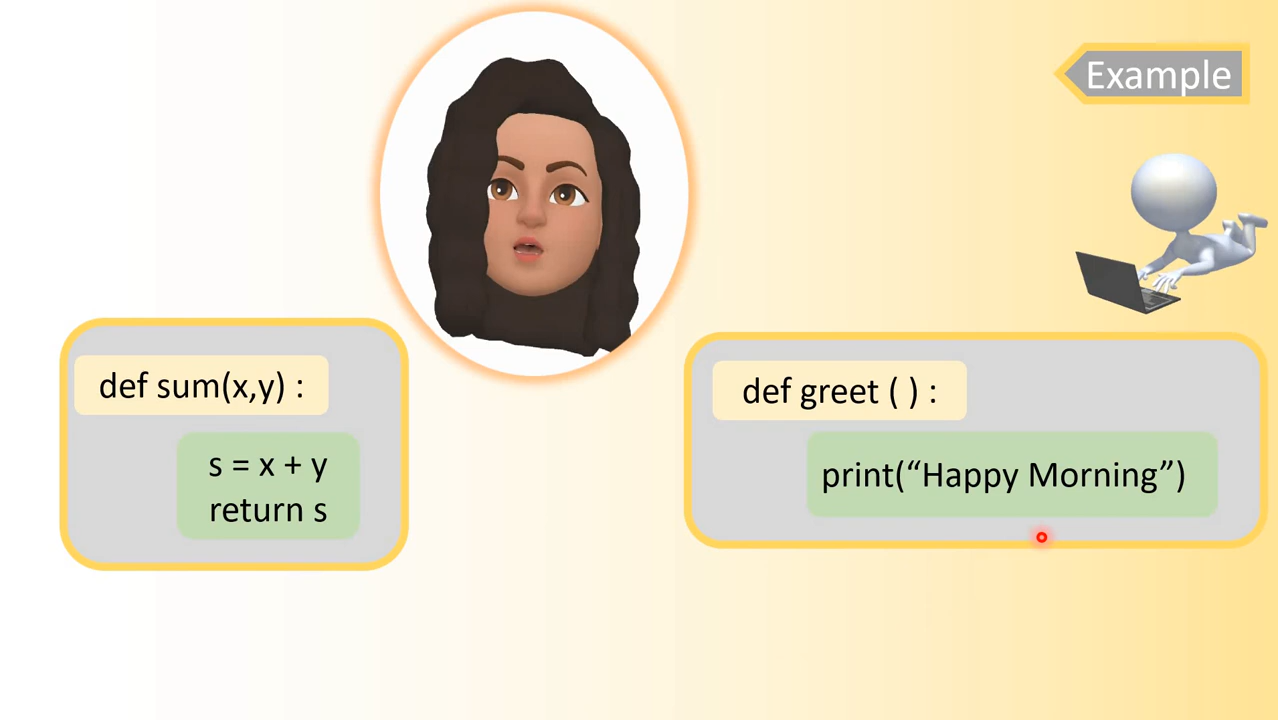 Example
def sum(x,y) :
s = x + y
return s
def greet ( ) :
print(“Happy Morning”)